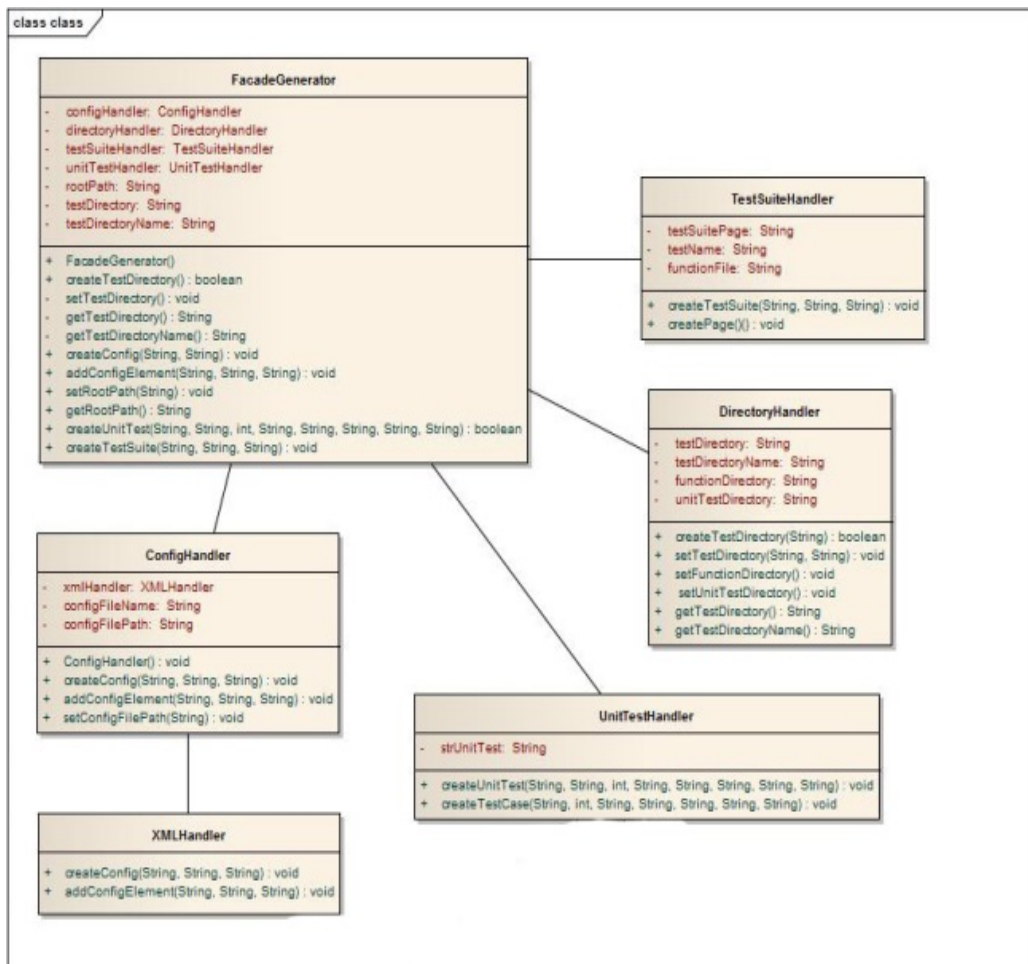 class class
FacadeGenerator
- configHandler: ConfigHandler
- directoryHandler: DirectoryHandler
- testSuiteHandler: TestSuiteHandler
- unitTestHandler: UnitTestHandler
- rootPath: String
- testDirectory: String
- testDirectoryName: String
+ FacadeGenerator()
+ createTestDirectory() : boolean
- setTestDirectory() : void
- getTestDirectory() : String
- getTestDirectoryName() : String
+ createConfig(String, String) : void
+ addConfigElement(String, String, String) : void
+ setRootPath(String) : void
+ getRootPath() : String
+ createUnitTest(String, String, int, String, String, String, String, String) : boolean
+ createTestSuite(String, String, String) : void
TestSuiteHandler
- testSuitePage: String
- testName: String
- functionFile: String
+ createTestSuite(String, String, String) : void
+ createPage()() : void
DirectoryHandler
- testDirectory: String
- testDirectoryName: String
- functionDirectory: String
- unitTestDirectory: String
+ createTestDirectory(String) : boolean
+ setTestDirectory(String, String) : void
+ setFunctionDirectory() : void
+ setUnitTestDirectory() : void
+ getTestDirectory() : String
+ getTestDirectoryName() : String
ConfigHandler
- xmlHandler: XMLHandler
- configFileName: String
- configFilePath: String
+ ConfigHandler() : void
+ createConfig(String, String, String) : void
+ addConfigElement(String, String, String) : void
+ setConfigFilePath(String) : void
UnitTestHandler
- strUnitTest: String
+ createUnitTest(String, String, int, String, String, String, String, String) : void
+ createTestCase(String, int, String, String, String, String, String) : void
XMLHandler
+ createConfig(String, String, String) : void
+ addConfigElement(String, String, String) : void